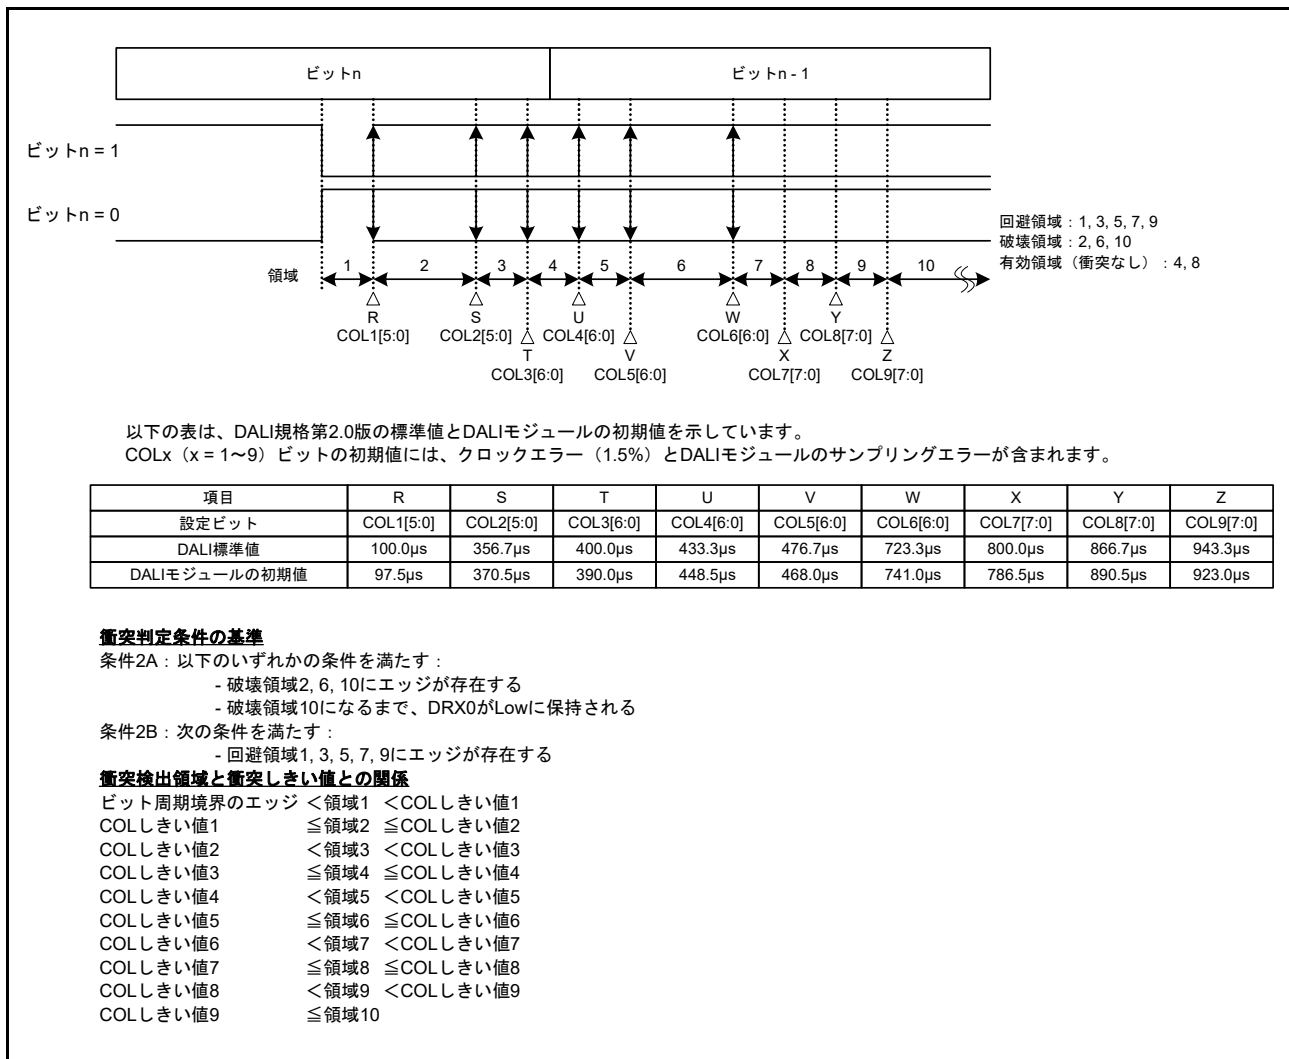 ビットn ビットn - 1
ビットn = 1
ビットn = 0
回避領域：1, 3, 5, 7, 9
破壊領域：2, 6, 10
有効領域（衝突なし）：4, 8
領域 1 2 3 4 5 6 7 8 9 10
R S U W Y
COL1[5:0] COL2[5:0] COL4[6:0] COL6[6:0] COL8[7:0]
T V X Z
COL3[6:0] COL5[6:0] COL7[7:0] COL9[7:0]
以下の表は、DALI規格第2.0版の標準値とDALIモジュールの初期値を示しています。
COLx（x = 1～9）ビットの初期値には、クロックエラー（1.5%）とDALIモジュールのサンプリングエラーが含まれます。
項目 R S T U V W X Y Z
設定ビット COL1[5:0] COL2[5:0] COL3[6:0] COL4[6:0] COL5[6:0] COL6[6:0] COL7[7:0] COL8[7:0] COL9[7:0]
DALI標準値 100.0µs 356.7µs 400.0µs 433.3µs 476.7µs 723.3µs 800.0µs 866.7µs 943.3µs
DALIモジュールの初期値 97.5µs 370.5µs 390.0µs 448.5µs 468.0µs 741.0µs 786.5µs 890.5µs 923.0µs
衝突判定条件の基準
条件2A：以下のいずれかの条件を満たす：
- 破壊領域2, 6, 10にエッジが存在する
- 破壊領域10になるまで、DRX0がLowに保持される
条件2B：次の条件を満たす：
- 回避領域1, 3, 5, 7, 9にエッジが存在する
衝突検出領域と衝突しきい値との関係
ビット周期境界のエッジ ＜領域1 ＜COLしきい値1
COLしきい値1 ≦領域2 ≦COLしきい値2
COLしきい値2 ＜領域3 ＜COLしきい値3
COLしきい値3 ≦領域4 ≦COLしきい値4
COLしきい値4 ＜領域5 ＜COLしきい値5
COLしきい値5 ≦領域6 ≦COLしきい値6
COLしきい値6 ＜領域7 ＜COLしきい値7
COLしきい値7 ≦領域8 ≦COLしきい値8
COLしきい値8 ＜領域9 ＜COLしきい値9
COLしきい値9 ≦領域10